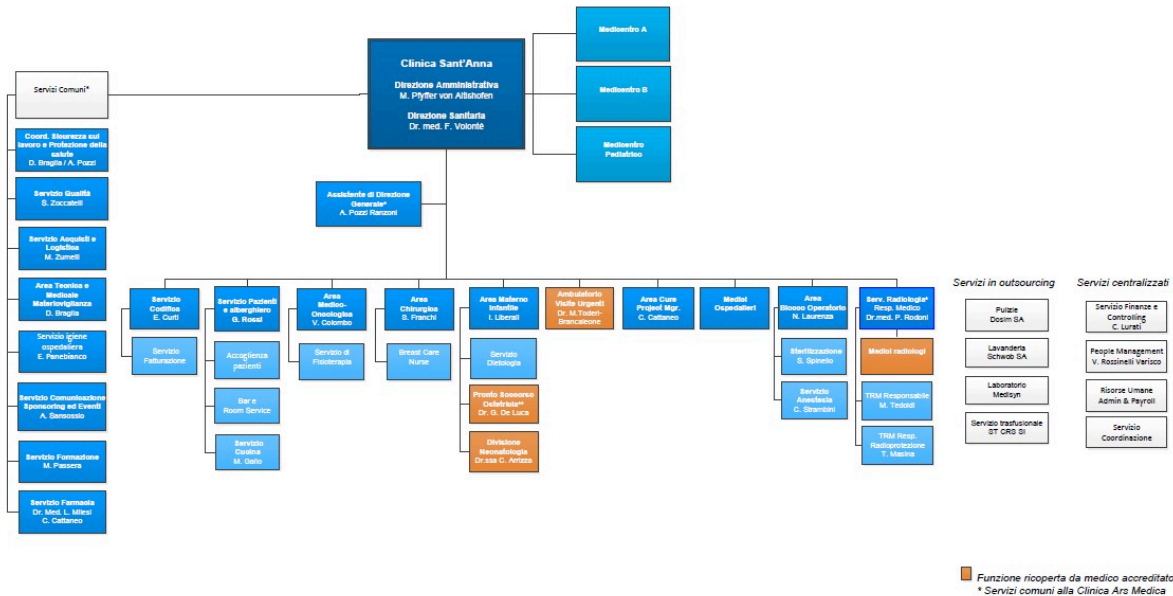 Medicentro A
Clinica Sant'Anna
Direzione Amministrativa
M. Pfyffer von Altishofen
Direzione Sanitaria
Dr. med. F. Volonté
Medicentro B
Medicentro
Pediatrico
Servizi Comuni*
Coord. Sicurezza sul
lavoro e Protezione della
salute
D. Braglia / A. Pozzi
Servizio Qualità
S. Zoccatelli
Servizio Acquisti e
Logistica
M. Zumelli
Area Tecnica e
Medicale
Materiovigilanza
D. Braglia
Servizio igiene
ospedaliera
E. Panebianco
Servizio Comunicazione
Sponsoring ed Eventi
A. Sansossio
Servizio Formazione
M. Passera
Servizio Farmacia
Dr. Med. L. Milesi
C. Cattaneo
Assistente di Direzione
Generale*
A. Pozzi Ranzoni
Servizio
Codifica
E. Curti
Servizio
Fatturazione
Servizio Pazienti
e alberghiero
G. Rossi
Accoglienza
pazienti
Bar e
Room Service
Servizio
Cucina
M. Gallo
Area
Medico-
Oncologica
V. Colombo
Servizio di
Fisioterapia
Area
Chirurgica
S. Franchi
Breast Care
Nurse
Area Materno
Infantile
I. Liberali
Servizio
Dietologia
Pronto Soccorso
Ostetricia**
Dr. G. De Luca
Divisione
Neonatologia
Dr.ssa C. Arrizza
Ambulatorio
Visite Urgenti
Dr. M.Toderi-
Brancaleone
Area Cure
Project Mgr.
C. Cattaneo
Medici
Ospedalieri
Area
Blocco Operatorio
N. Laurenza
Sterilizzazione
S. Spinello
Servizio
Anestesia
C. Strambini
Serv. Radiologia*
Resp. Medico
Dr.med. P. Rodoni
Medici radiologi
TRM Responsabile
M. Tedoldi
TRM Resp.
Radioprotezione
T. Masina
Servizi in outsourcing
Pulizie
Dosim SA
Lavanderia
Schwob SA
Laboratorio
Medisyn
Servizio trasfusionale
ST CRS SI
Servizi centralizzati
Servizio Finanze e
Controlling
C. Lurati
People Management
V. Rossinelli Varisco
Risorse Umane
Admin & Payroll
Servizio
Coordinazione
Funzione ricoperta da medico accreditato
* Servizi comuni alla Clinica Ars Medica